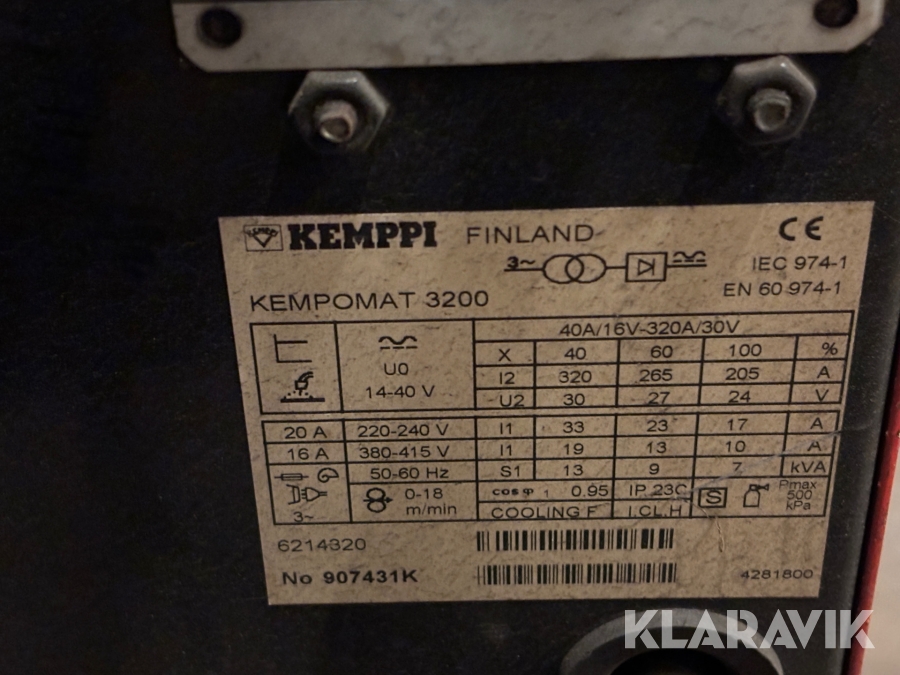 KEMPPI FINLAND CE
3~
IEC 974-1
EN 60 974-1
KEMPOMAT 3200
40A/16V-320A/30V
X 40 60 100 %
U0
I2 320 265 205 A
14-40 V
U2 30 27 24 V
20 A 220-240 V I1 33 23 17 A
16 A 380-415 V I1 19 13 10 A
50-60 Hz S1 13 9 7 kVA
3~
0-18
m/min
cos φ 1 0.95 IP 23C S Pmax
500
kPa
COOLING F I.CL.H
6214320
No 907431K
4281800
KLARAVIK